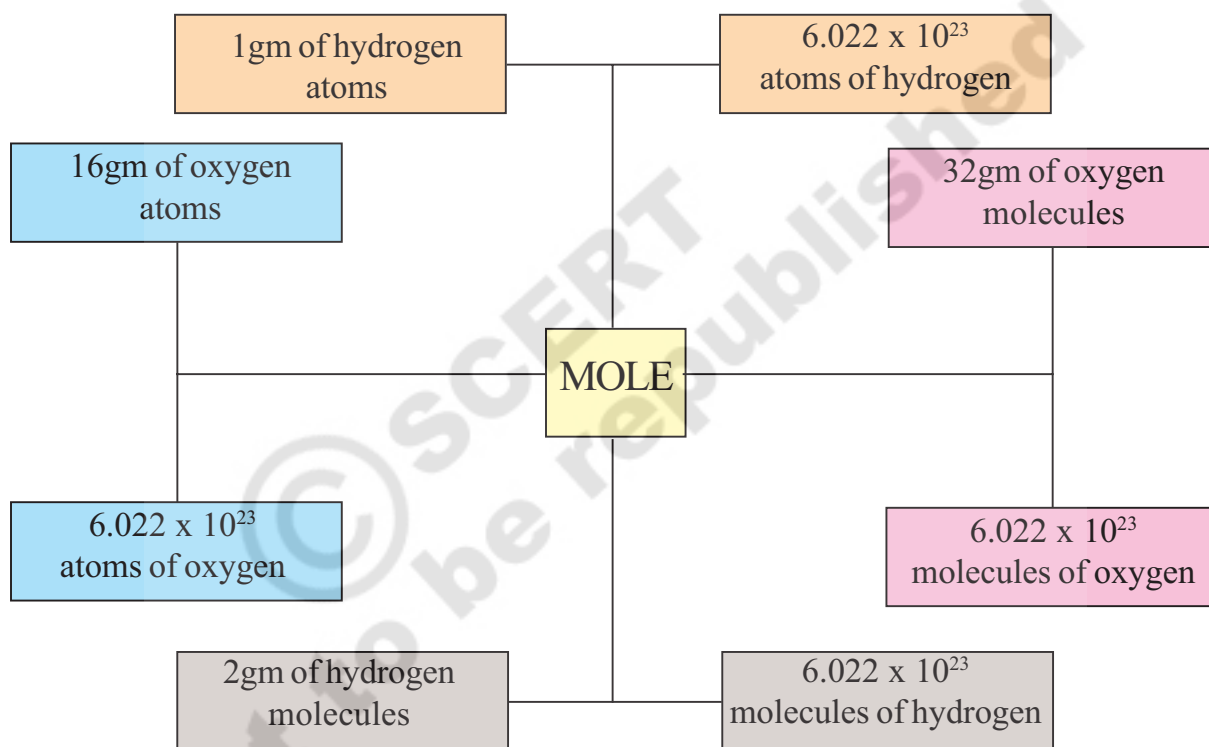 1gm of hydrogen
atoms
6.022 x 10²³
atoms of hydrogen
16gm of oxygen
atoms
32gm of oxygen
molecules
MOLE
6.022 x 10²³
atoms of oxygen
6.022 x 10²³
molecules of oxygen
2gm of hydrogen
molecules
6.022 x 10²³
molecules of hydrogen
©SCERT
to be republished